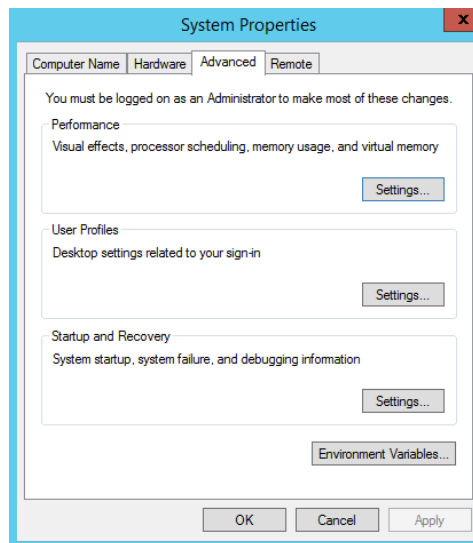 System Properties
x
Computer Name Hardware Advanced Remote
You must be logged on as an Administrator to make most of these changes.
Performance
Visual effects, processor scheduling, memory usage, and virtual memory
Settings...
User Profiles
Desktop settings related to your sign-in
Settings...
Startup and Recovery
System startup, system failure, and debugging information
Settings...
Environment Variables...
OK Cancel Apply